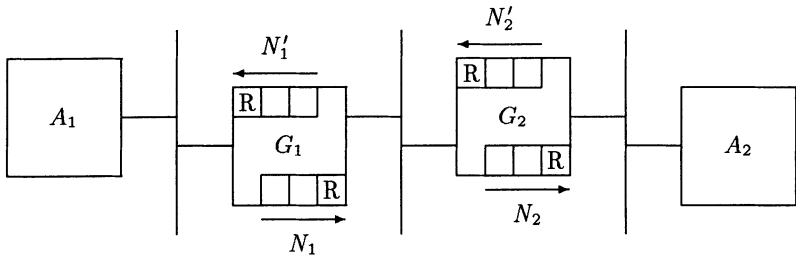 N′₁
N′₂
R
R
A₁
G₁
G₂
A₂
R
R
N₁
N₂